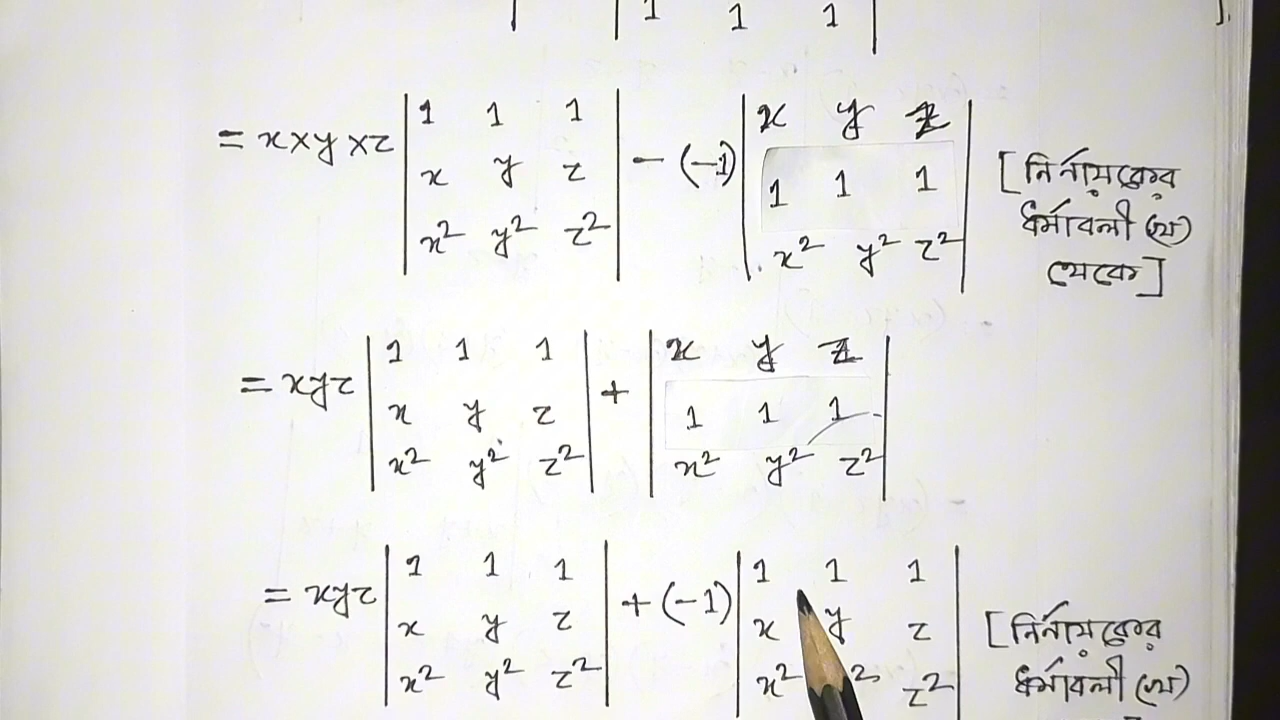 1 1 1
= x×y×z | 1 1 1 | - (-1) | x y z | [নির্নায়কের
| x y z | | 1 1 1 | ধর্মাবলী (খ)
| x² y² z² | | x² y² z² | থেকে]
= xyz | 1 1 1 | + | x y z |
| x y z | | 1 1 1 |
| x² y² z² | | x² y² z² |
= xyz | 1 1 1 | + (-1) | 1 1 1 |
| x y z | | x y z | [নির্নায়কের
| x² y² z² | | x² 2 z² | ধর্মাবলী (খ)